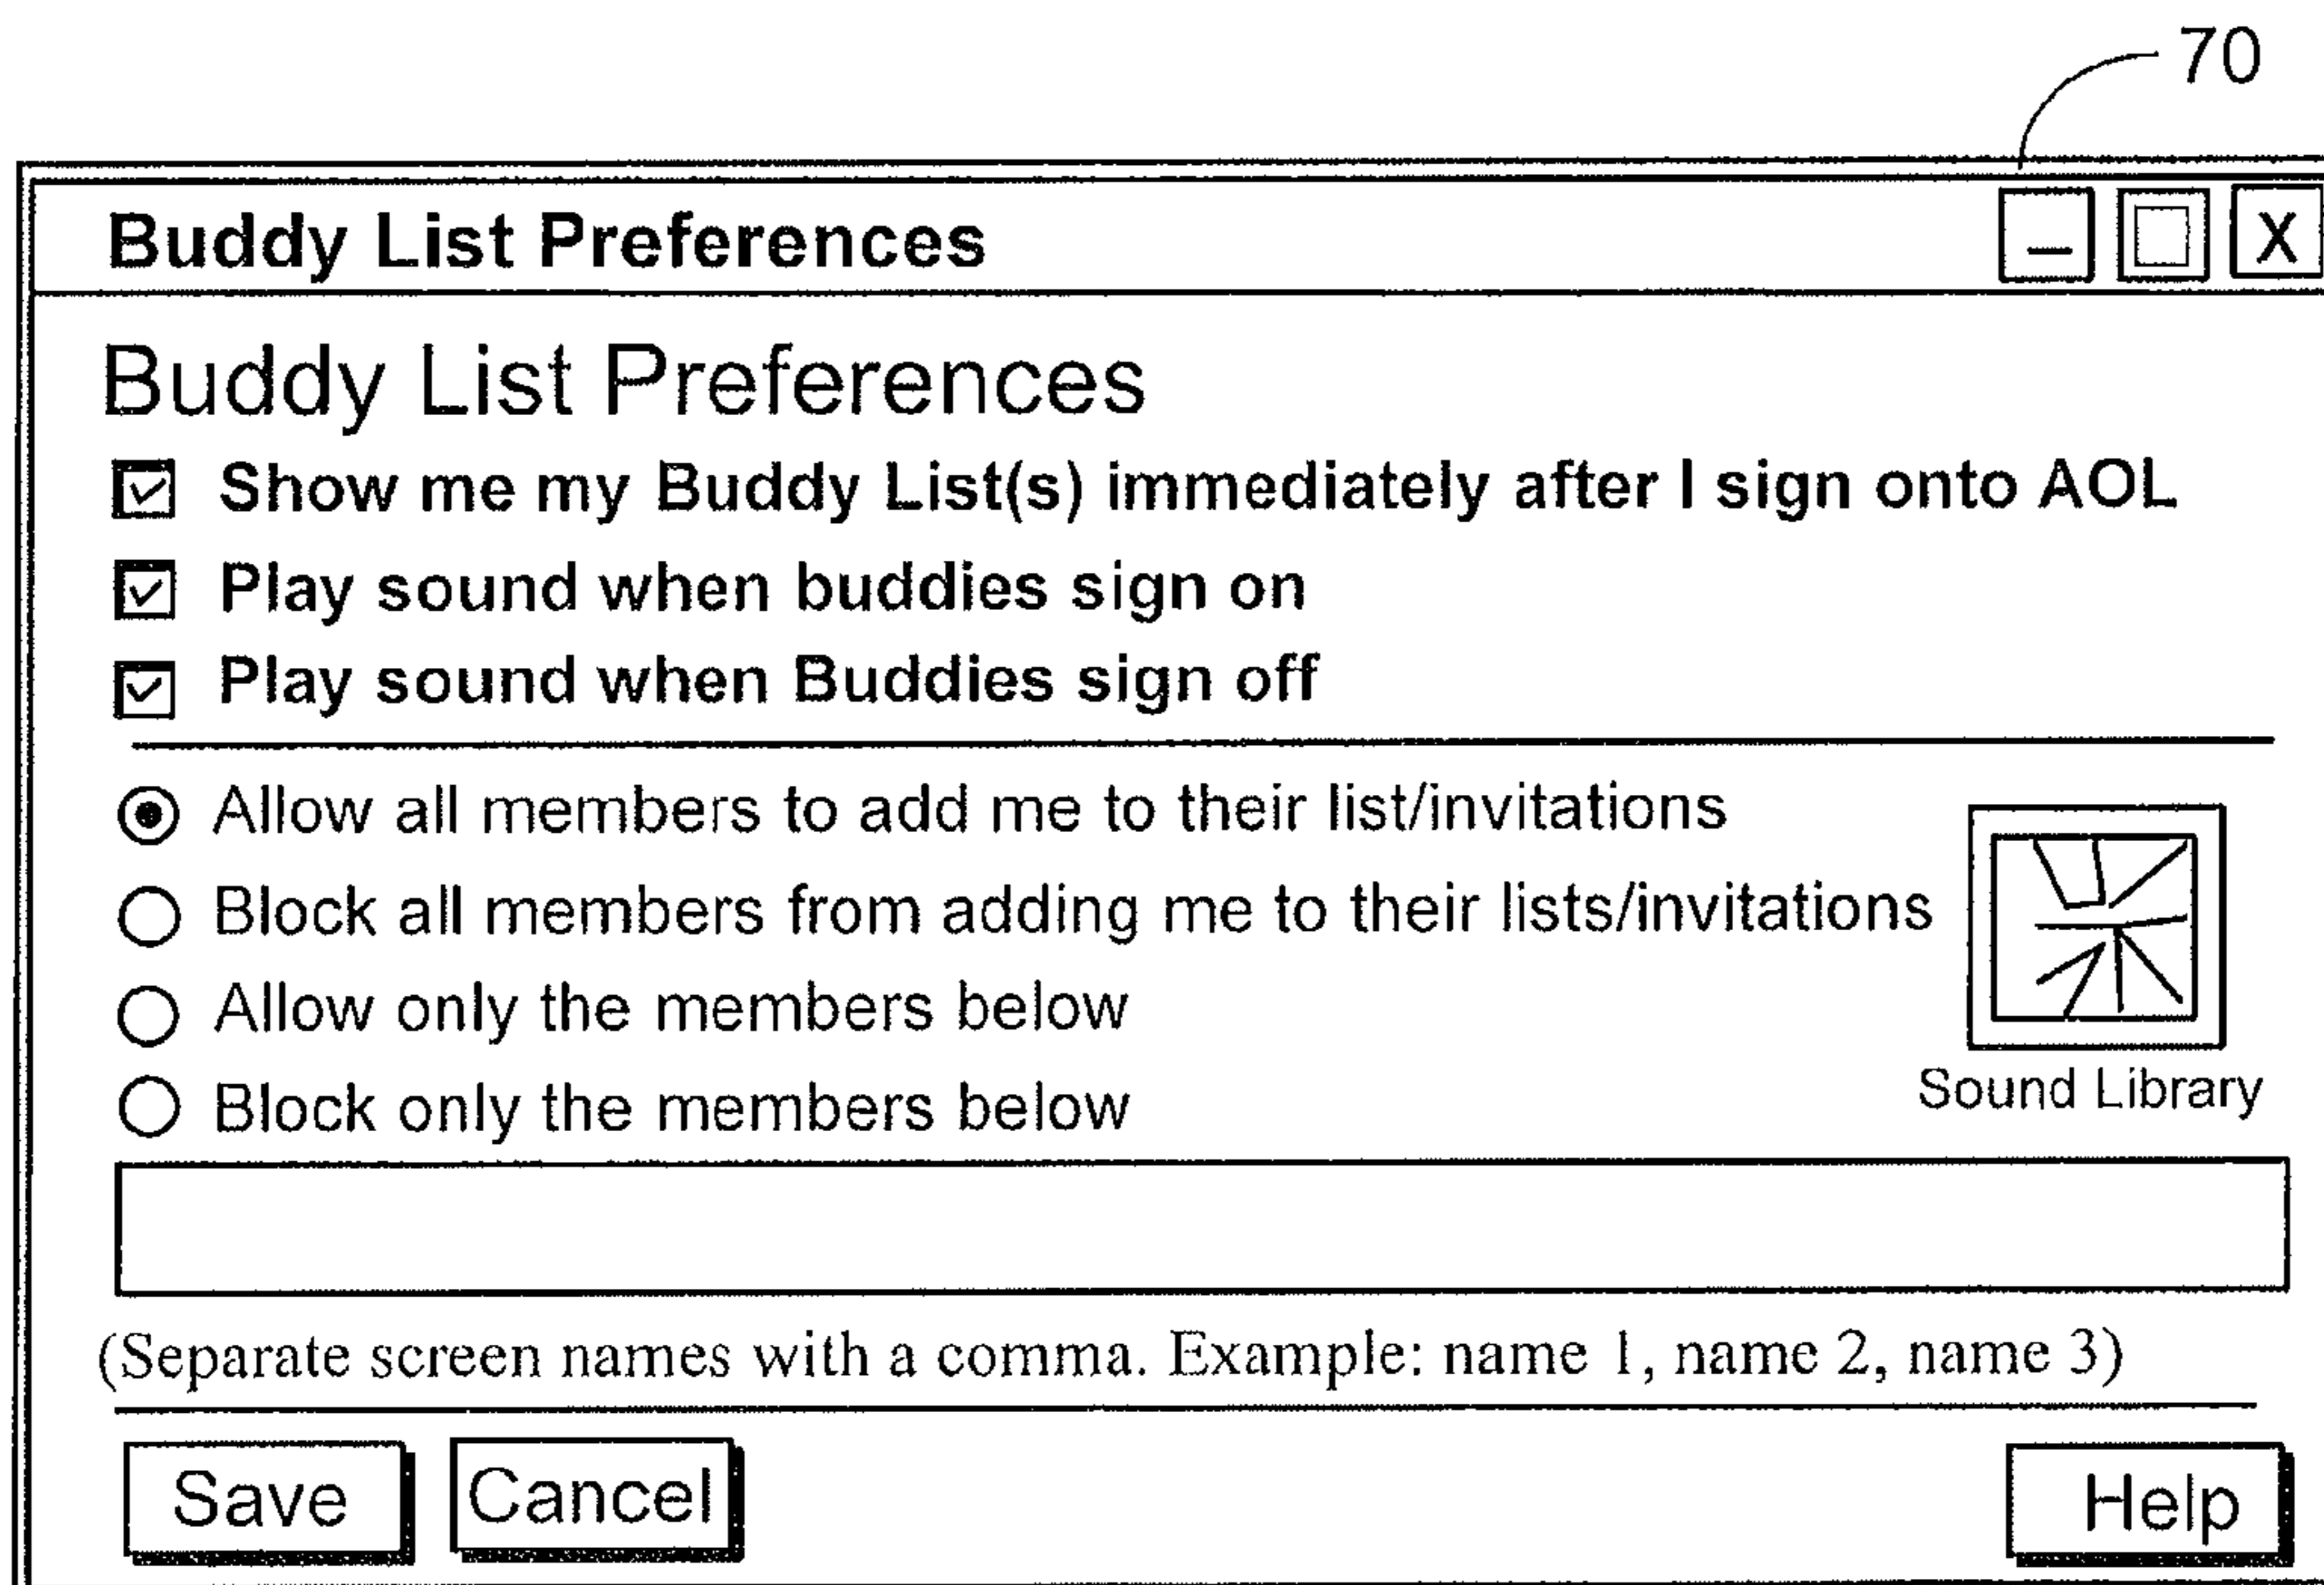 70
Buddy List Preferences
X
Buddy List Preferences
Show me my Buddy List(s) immediately after I sign onto AOL
Play sound when buddies sign on
Play sound when Buddies sign off
Allow all members to add me to their list/invitations
Block all members from adding me to their lists/invitations
Allow only the members below
Block only the members below
Sound Library
(Separate screen names with a comma. Example: name 1, name 2, name 3)
Save Cancel Help